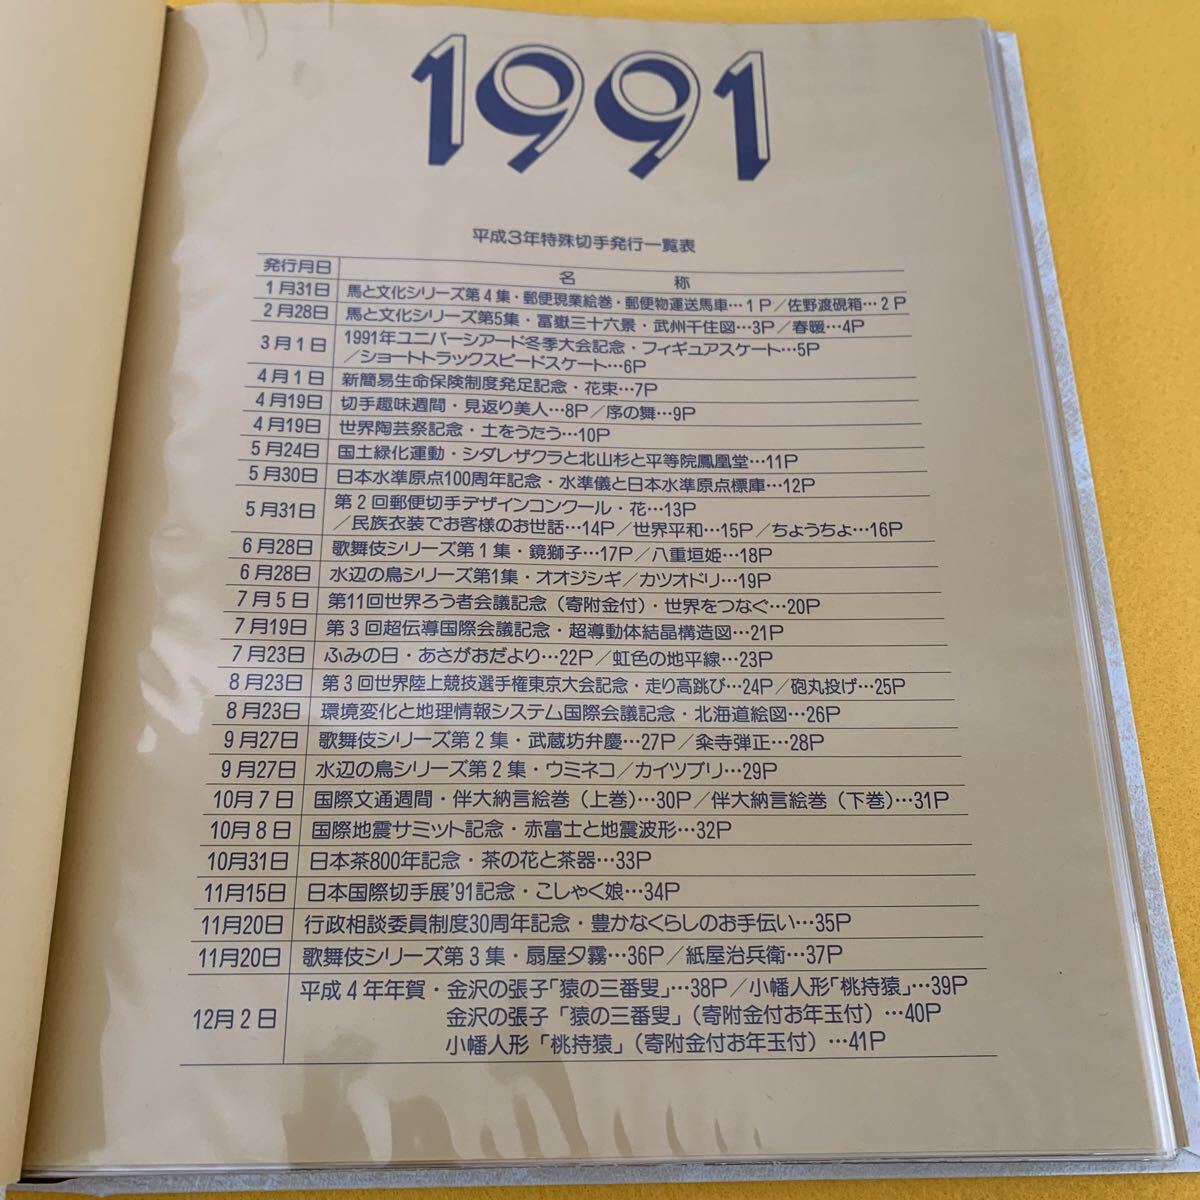 1991
平成3年特殊切手発行一覧表
発行月日 名称
1月31日 馬と文化シリーズ第4集・郵便現業絵巻・郵便物運送馬車…1P／佐野渡硯箱…2P
2月28日 馬と文化シリーズ第5集・冨嶽三十六景・武州千住図…3P／春暖…4P
3月1日 1991年ユニバーシアード冬季大会記念・フィギュアスケート…5P
／ショートトラックスピードスケート…6P
4月1日 新簡易生命保険制度発足記念・花束…7P
4月19日 切手趣味週間・見返り美人…8P／序の舞…9P
4月19日 世界陶芸祭記念・土をうたう…10P
5月24日 国土緑化運動・シダレザクラと北山杉と平等院鳳凰堂…11P
5月30日 日本水準原点100周年記念・水準儀と日本水準原点標庫…12P
5月31日 第2回郵便切手デザインコンクール・花…13P
／民族衣装でお客様のお世話…14P／世界平和…15P／ちょうちょ…16P
6月28日 歌舞伎シリーズ第1集・鏡獅子…17P／八重垣姫…18P
6月28日 水辺の鳥シリーズ第1集・オオジシギ／カツオドリ…19P
7月5日 第11回世界ろう者会議記念（寄附金付）・世界をつなぐ…20P
7月19日 第3回超伝導国際会議記念・超導動体結晶構造図…21P
7月23日 ふみの日・あさがおだより…22P／虹色の地平線…23P
8月23日 第3回世界陸上競技選手権東京大会記念・走り高跳び…24P／砲丸投げ…25P
8月23日 環境変化と地理情報システム国際会議記念・北海道絵図…26P
9月27日 歌舞伎シリーズ第2集・武蔵坊弁慶…27P／粂寺弾正…28P
9月27日 水辺の鳥シリーズ第2集・ウミネコ／カイツブリ…29P
10月7日 国際文通週間・伴大納言絵巻（上巻）…30P／伴大納言絵巻（下巻）…31P
10月8日 国際地震サミット記念・赤富士と地震波形…32P
10月31日 日本茶800年記念・茶の花と茶器…33P
11月15日 日本国際切手展'91記念・こしゃく娘…34P
11月20日 行政相談委員制度30周年記念・豊かなくらしのお手伝い…35P
11月20日 歌舞伎シリーズ第3集・扇屋夕霧…36P／紙屋治兵衛…37P
12月2日 平成4年年賀・金沢の張子「猿の三番叟」…38P／小幡人形「桃持猿」…39P
金沢の張子「猿の三番叟」（寄附金付お年玉付）…40P
小幡人形「桃持猿」（寄附金付お年玉付）…41P